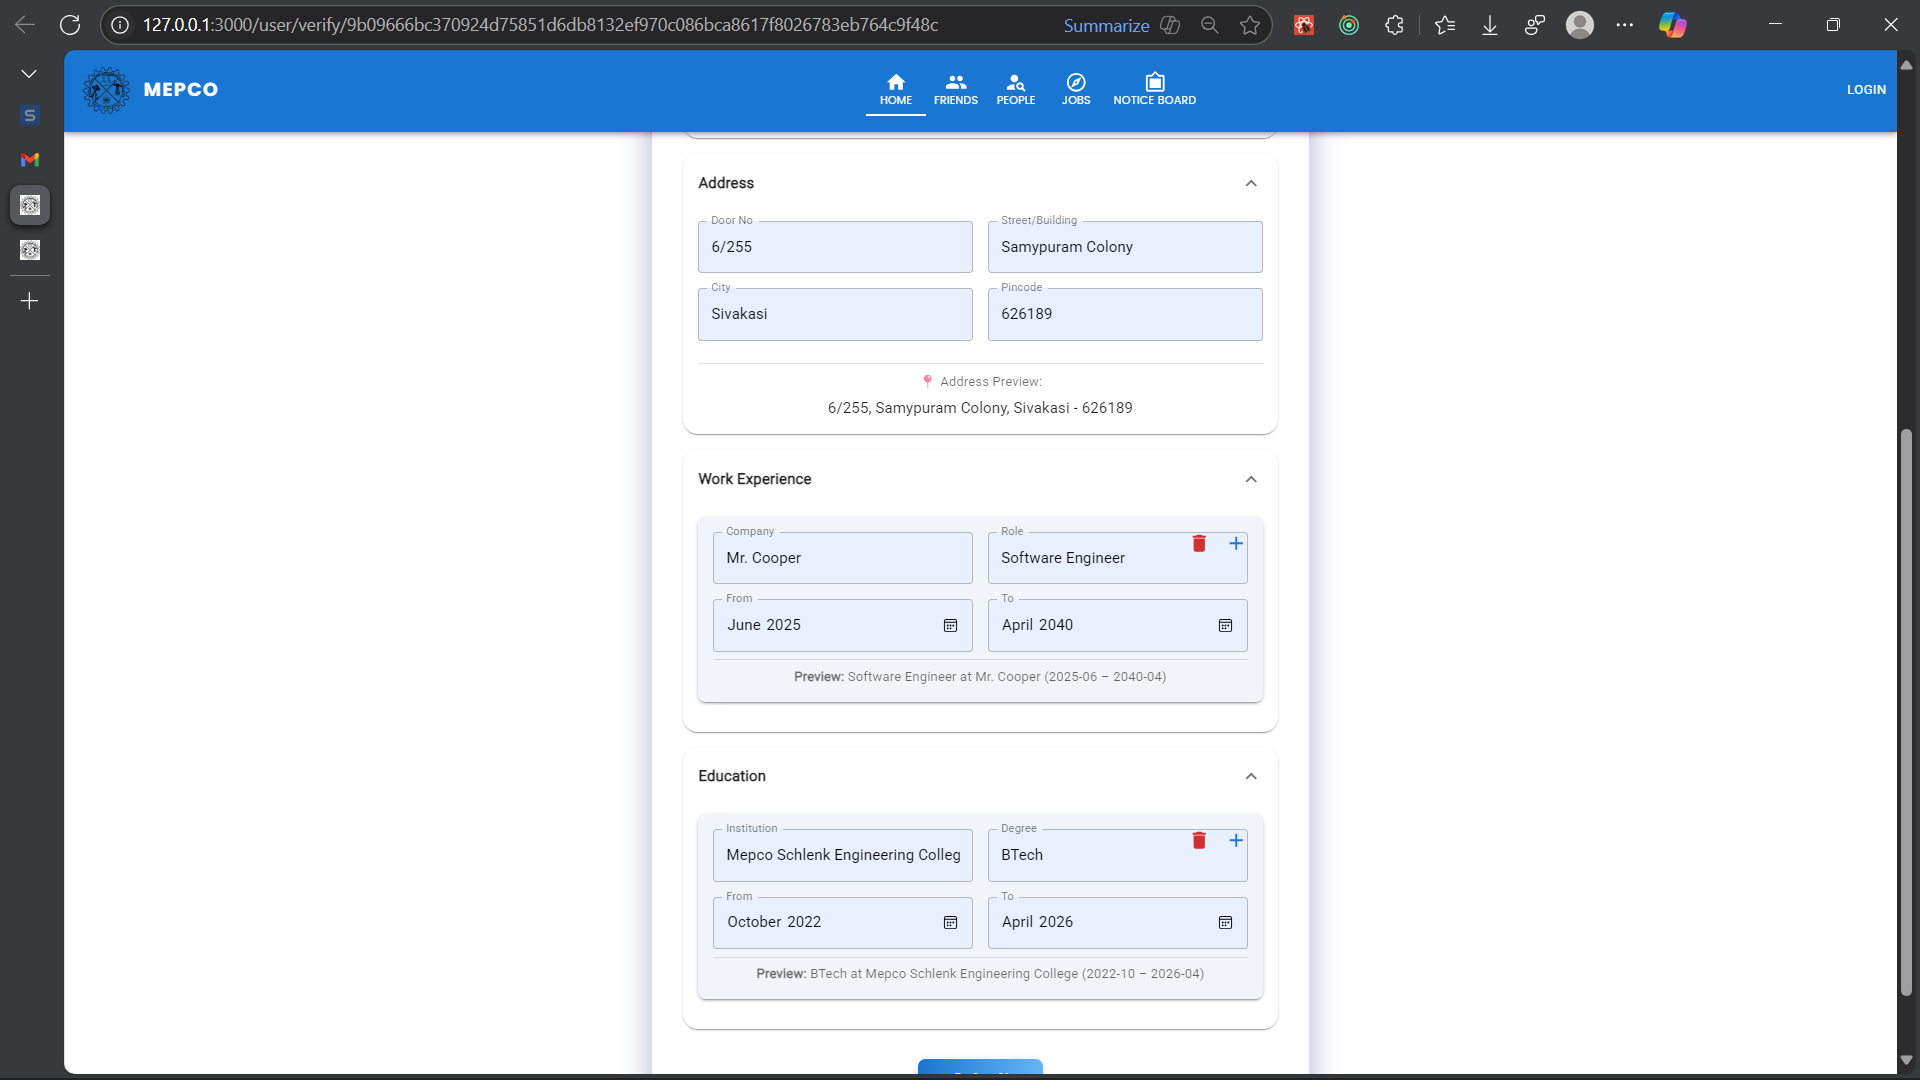 127.0.0.1:3000/user/verify/9b09666bc370924d75851d6db8132ef970c086bca8617f8026783eb764c9f48c
Summarize
S
MEPCO
HOME
FRIENDS
PEOPLE
JOBS
NOTICE BOARD
LOGIN
Address
Door No
6/255
Street/Building
Samypuram Colony
City
Sivakasi
Pincode
626189
Address Preview:
6/255, Samypuram Colony, Sivakasi - 626189
Work Experience
Company
Mr. Cooper
Role
Software Engineer
From
June 2025
To
April 2040
Preview: Software Engineer at Mr. Cooper (2025-06 – 2040-04)
Education
Institution
Mepco Schlenk Engineering Colleg
Degree
BTech
From
October 2022
To
April 2026
Preview: BTech at Mepco Schlenk Engineering College (2022-10 – 2026-04)